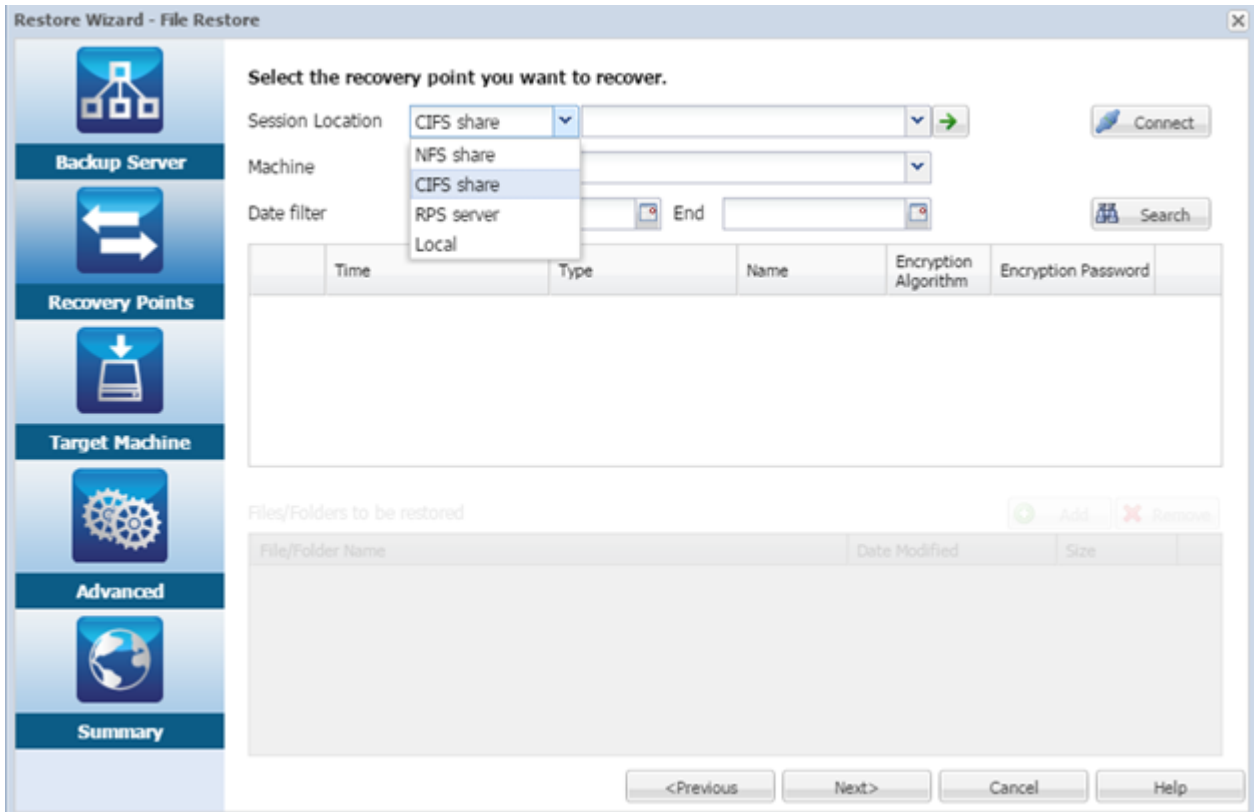 Restore Wizard - File Restore
Backup Server
Recovery Points
Target Machine
Advanced
Summary
Select the recovery point you want to recover.
Session Location CIFS share Connect
NFS share
CIFS share
RPS server
Local
Machine
Date filter End Search
Time Type Name Encryption Algorithm Encryption Password
Files/Folders to be restored Add Remove
File/Folder Name Date Modified Size
<Previous Next> Cancel Help